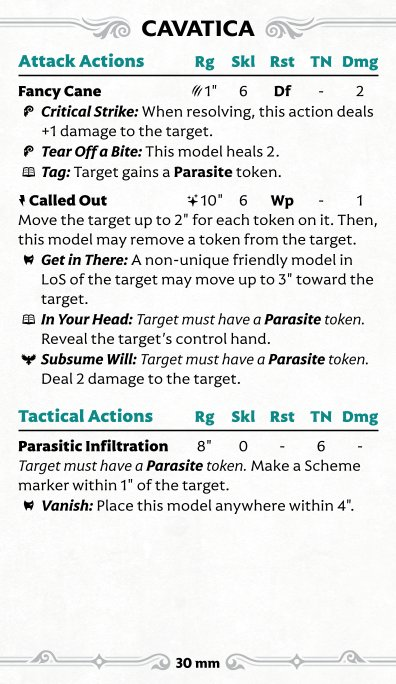 CAVATICA
Attack Actions Rg Skl Rst TN Dmg
Fancy Cane 1" 6 Df - 2
Critical Strike: When resolving, this action deals
+1 damage to the target.
Tear Off a Bite: This model heals 2.
Tag: Target gains a Parasite token.
Called Out 10" 6 Wp - 1
Move the target up to 2" for each token on it. Then,
this model may remove a token from the target.
Get in There: A non-unique friendly model in
LoS of the target may move up to 3" toward the
target.
In Your Head: Target must have a Parasite token.
Reveal the target's control hand.
Subsume Will: Target must have a Parasite token.
Deal 2 damage to the target.
Tactical Actions Rg Skl Rst TN Dmg
Parasitic Infiltration 8" 0 - 6 -
Target must have a Parasite token. Make a Scheme
marker within 1" of the target.
Vanish: Place this model anywhere within 4".
30 mm